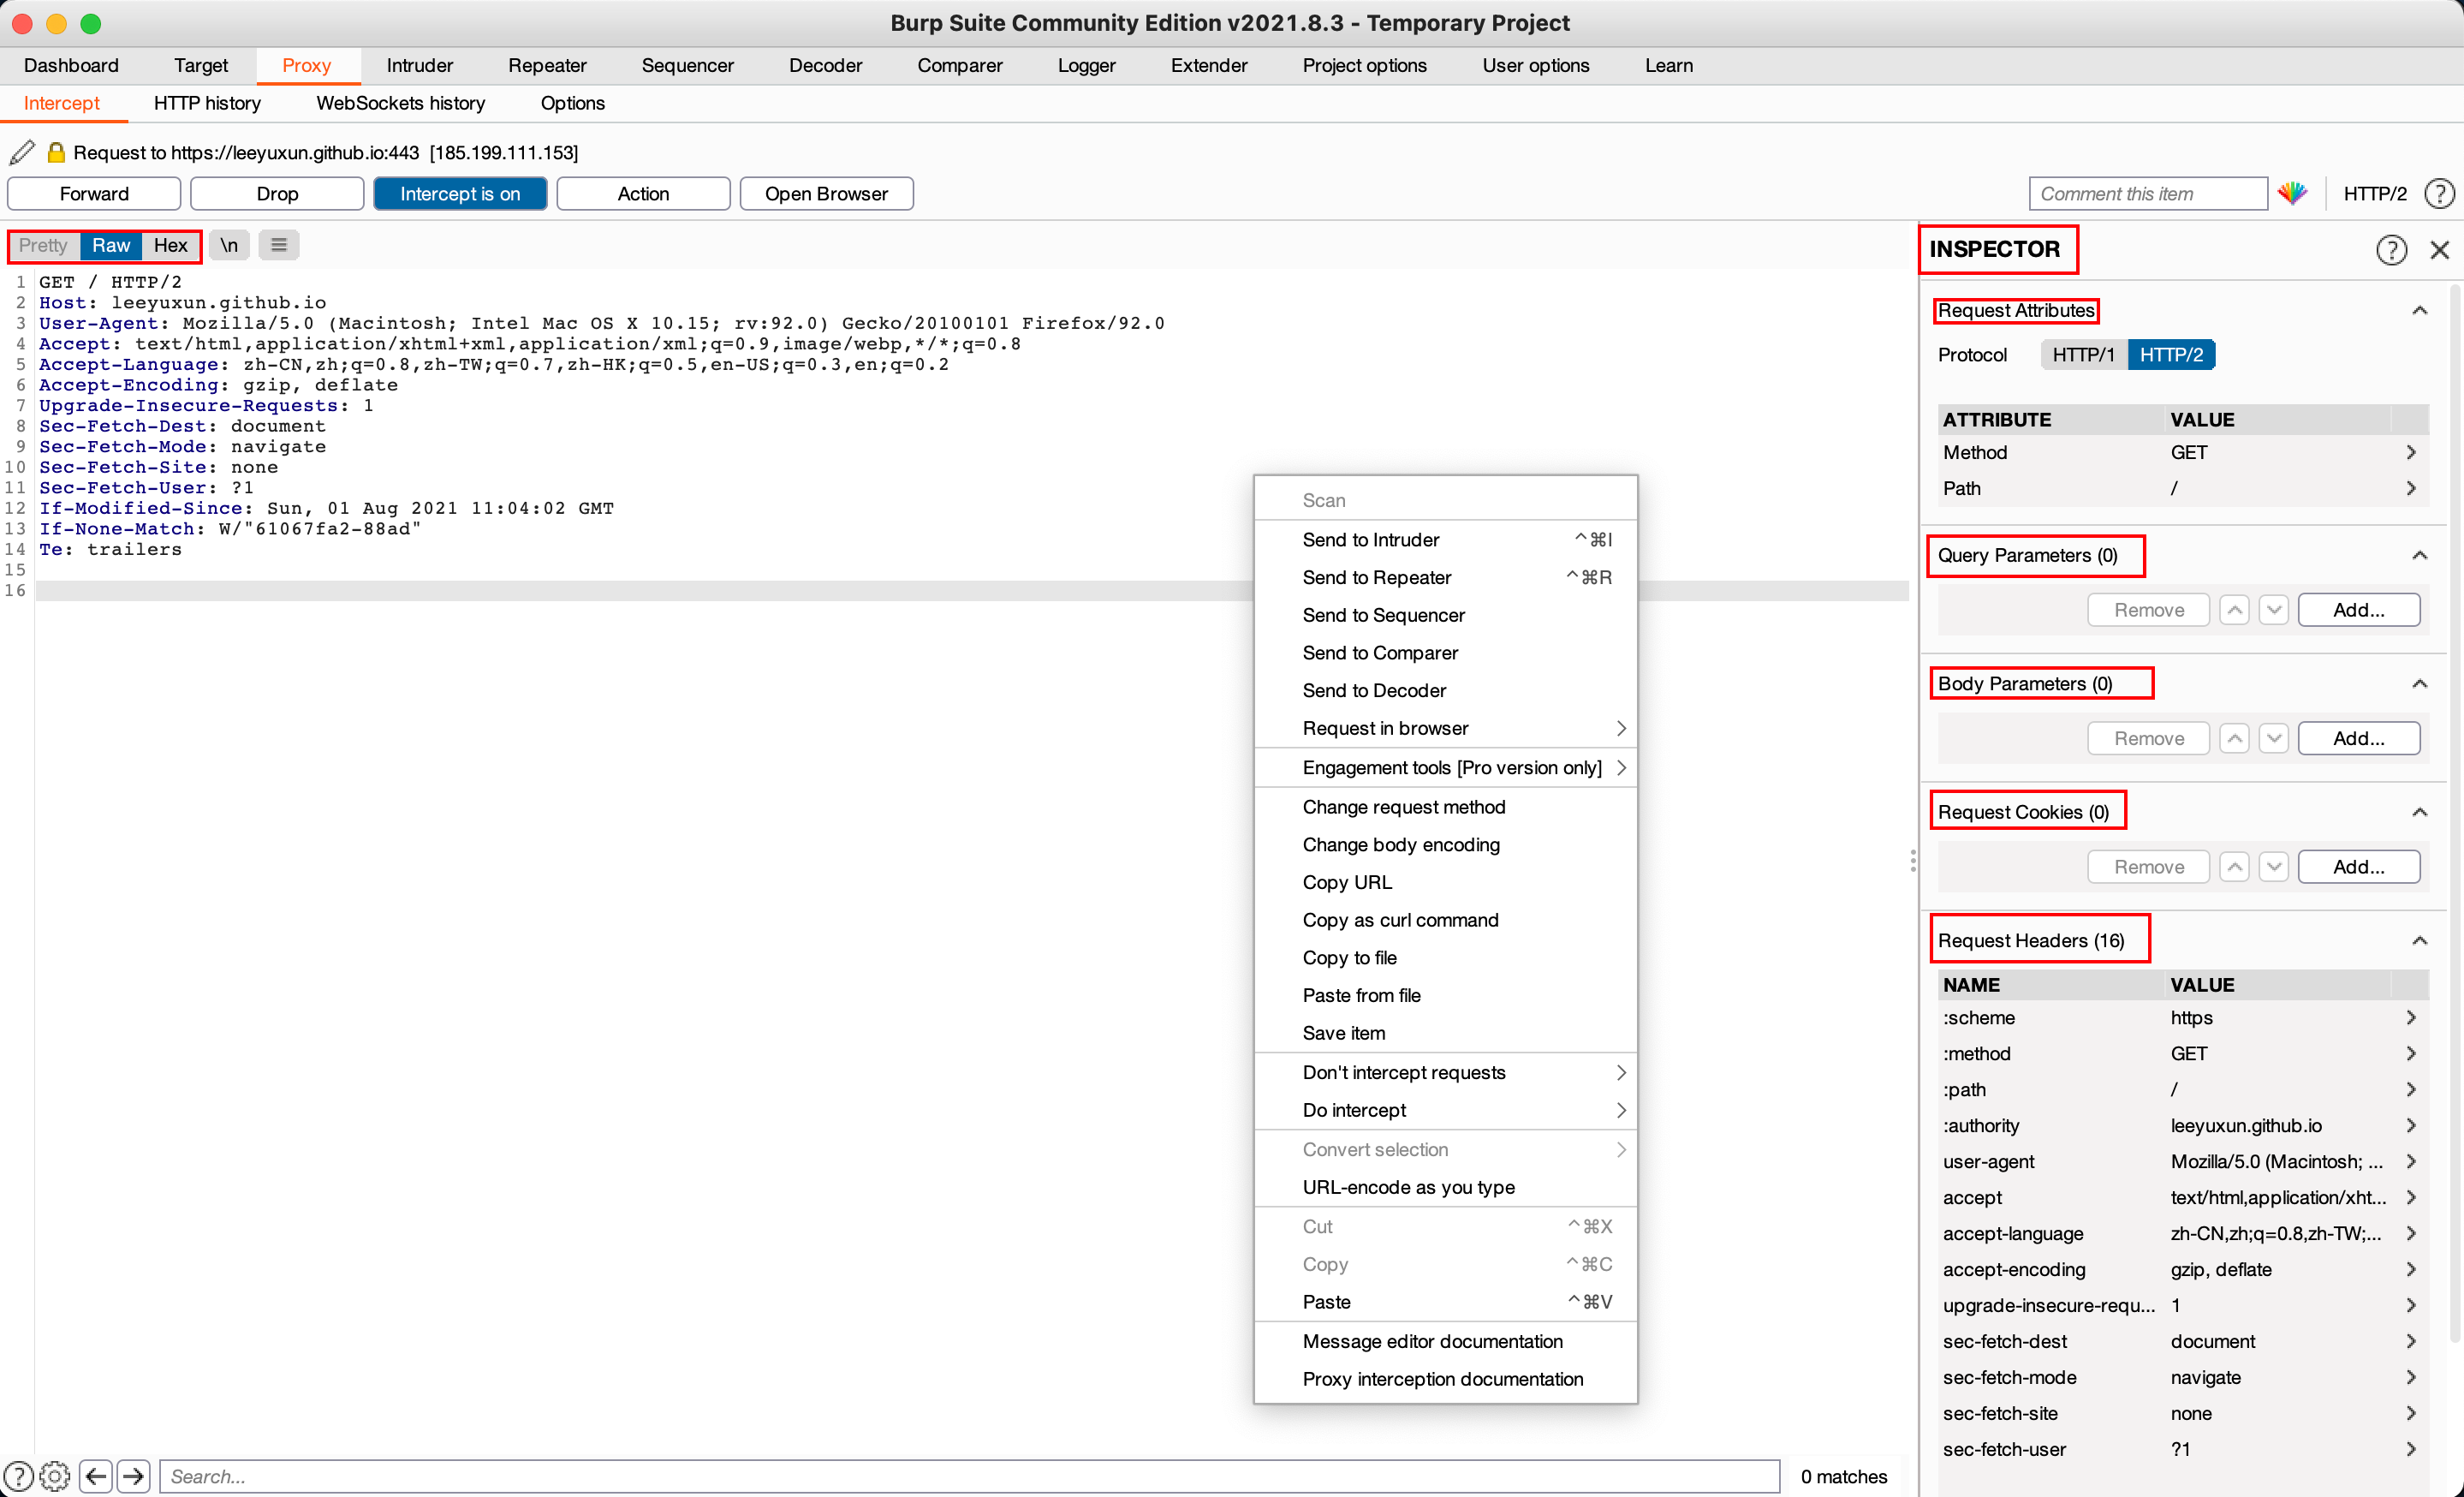 Burp Suite Community Edition v2021.8.3 - Temporary Project
Dashboard Target Proxy Intruder Repeater Sequencer Decoder Comparer Logger Extender Project options User options Learn
Intercept HTTP history WebSockets history Options
Request to https://leeyuxun.github.io:443 [185.199.111.153]
Forward Drop Intercept is on Action Open Browser Comment this item HTTP/2 ?
Pretty Raw Hex \n
1 GET / HTTP/2
2 Host: leeyuxun.github.io
3 User-Agent: Mozilla/5.0 (Macintosh; Intel Mac OS X 10.15; rv:92.0) Gecko/20100101 Firefox/92.0
4 Accept: text/html,application/xhtml+xml,application/xml;q=0.9,image/webp,*/*;q=0.8
5 Accept-Language: zh-CN,zh;q=0.8,zh-TW;q=0.7,zh-HK;q=0.5,en-US;q=0.3,en;q=0.2
6 Accept-Encoding: gzip, deflate
7 Upgrade-Insecure-Requests: 1
8 Sec-Fetch-Dest: document
9 Sec-Fetch-Mode: navigate
10 Sec-Fetch-Site: none
11 Sec-Fetch-User: ?1
12 If-Modified-Since: Sun, 01 Aug 2021 11:04:02 GMT
13 If-None-Match: W/"61067fa2-88ad"
14 Te: trailers
15
16
Scan
Send to Intruder ^⌘I
Send to Repeater ^⌘R
Send to Sequencer
Send to Comparer
Send to Decoder
Request in browser
Engagement tools [Pro version only]
Change request method
Change body encoding
Copy URL
Copy as curl command
Copy to file
Paste from file
Save item
Don't intercept requests
Do intercept
Convert selection
URL-encode as you type
Cut ^⌘X
Copy ^⌘C
Paste ^⌘V
Message editor documentation
Proxy interception documentation
INSPECTOR ?
Request Attributes
Protocol HTTP/1 HTTP/2
ATTRIBUTE VALUE
Method GET
Path /
Query Parameters (0)
Remove Add...
Body Parameters (0)
Remove Add...
Request Cookies (0)
Remove Add...
Request Headers (16)
NAME VALUE
:scheme https
:method GET
:path /
:authority leeyuxun.github.io
user-agent Mozilla/5.0 (Macintosh; ...
accept text/html,application/xht...
accept-language zh-CN,zh;q=0.8,zh-TW;...
accept-encoding gzip, deflate
upgrade-insecure-requ... 1
sec-fetch-dest document
sec-fetch-mode navigate
sec-fetch-site none
sec-fetch-user ?1
? Search... 0 matches